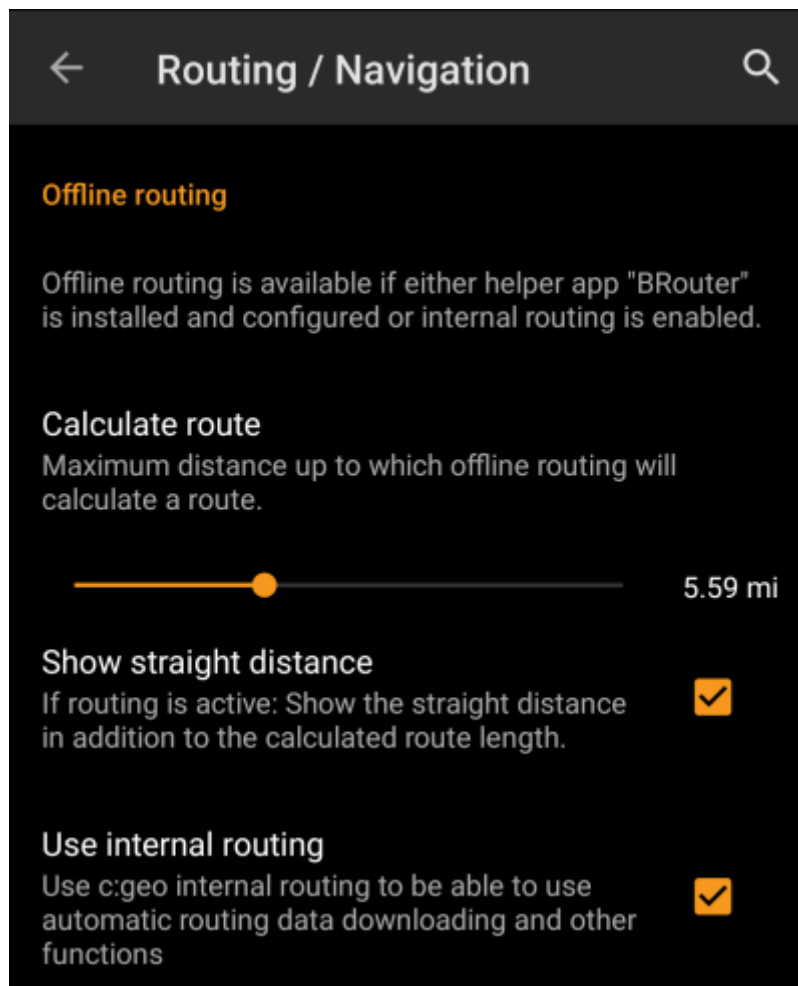 Routing / Navigation
Offline routing
Offline routing is available if either helper app "BRouter"
is installed and configured or internal routing is enabled.
Calculate route
Maximum distance up to which offline routing will
calculate a route.
5.59 mi
Show straight distance
If routing is active: Show the straight distance
in addition to the calculated route length.
Use internal routing
Use c:geo internal routing to be able to use
automatic routing data downloading and other
functions